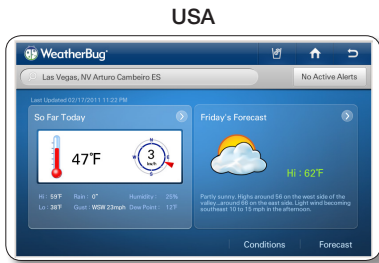 USA
WeatherBug
Las Vegas, NV Arturo Cambeiro ES
No Active Alerts
Last Updated 02/17/2011 11:22 PM
So Far Today
47°F
N
W
E
S
3
mph
Hi : 59°F Rain : 0" Humidity : 25%
Lo : 38°F Gust : WSW 23mph Dew Point : 12°F
Friday's Forecast
Hi : 62°F
Partly sunny. Highs around 56 on the west side of the
valley...around 66 on the east side. Light wind becoming
southeast 10 to 15 mph in the afternoon.
Conditions
Forecast